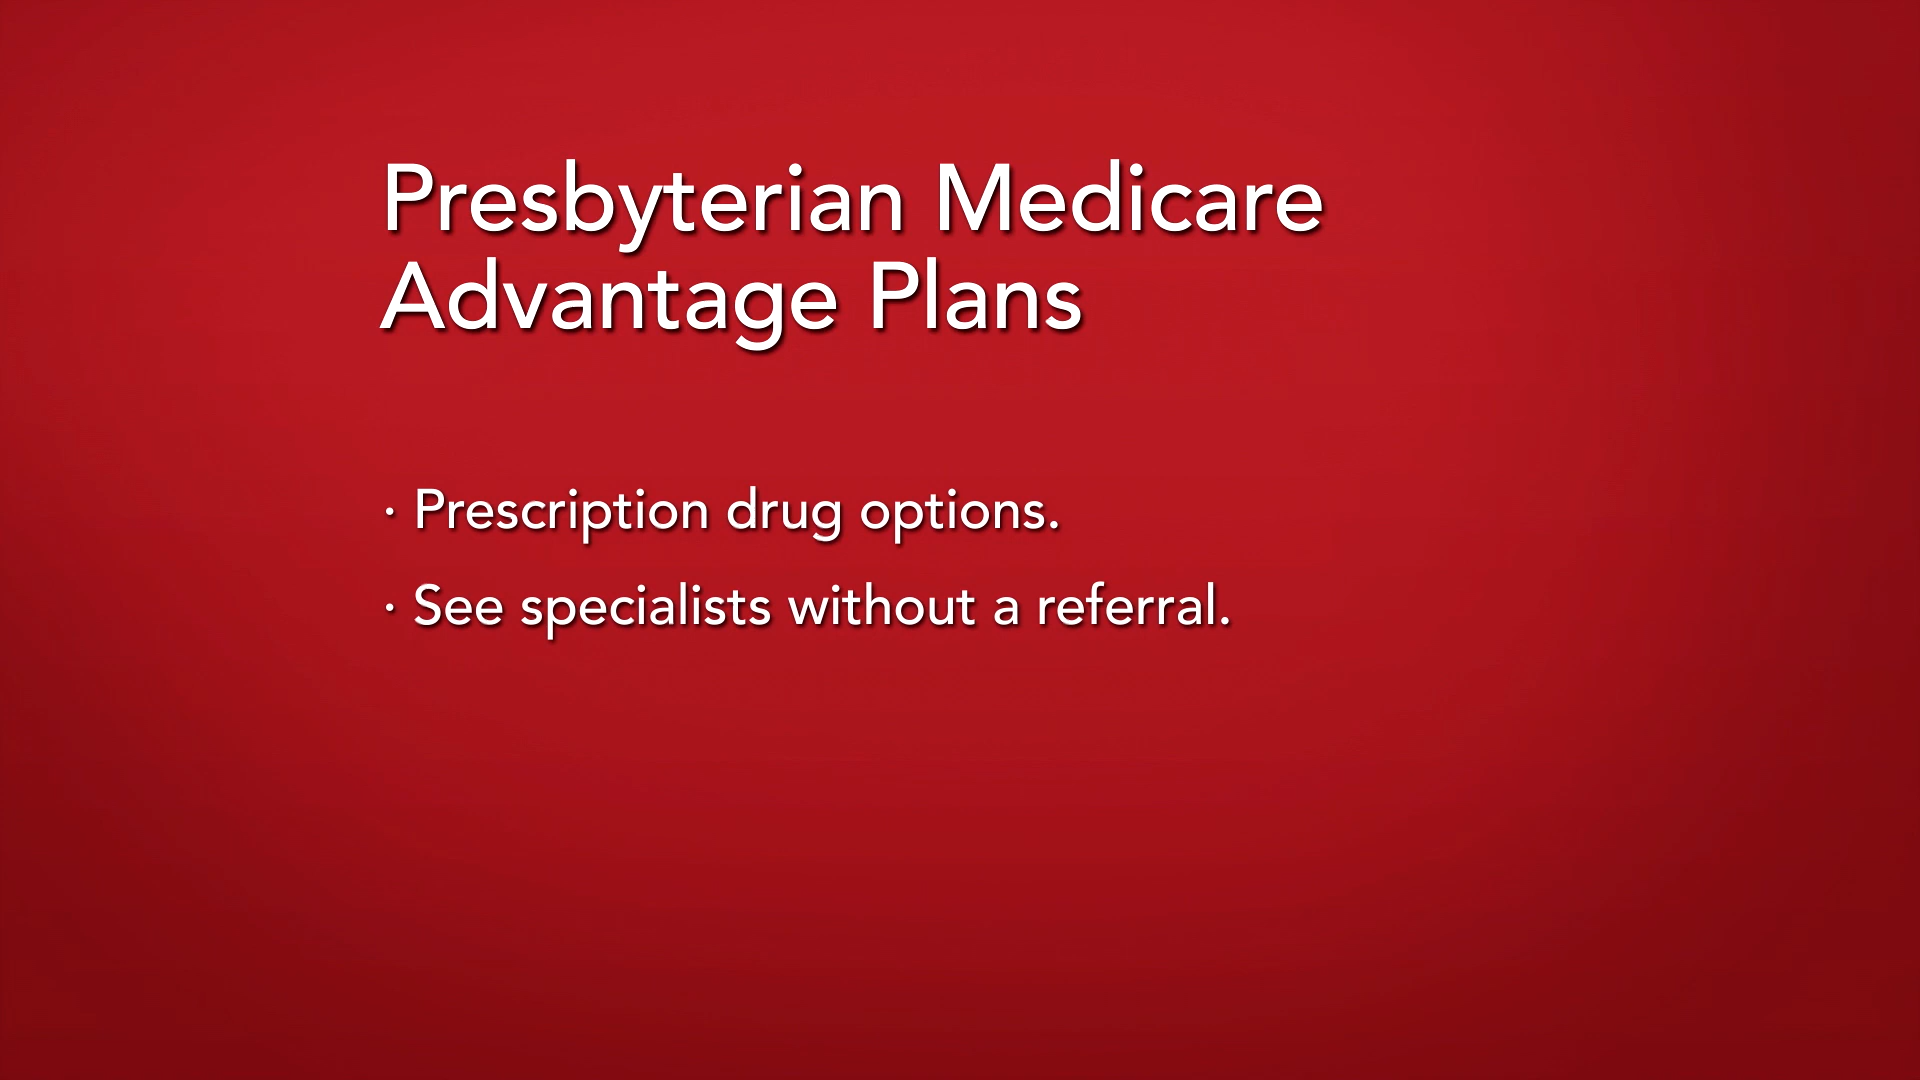 Presbyterian Medicare
Advantage Plans
· Prescription drug options.
· See specialists without a referral.